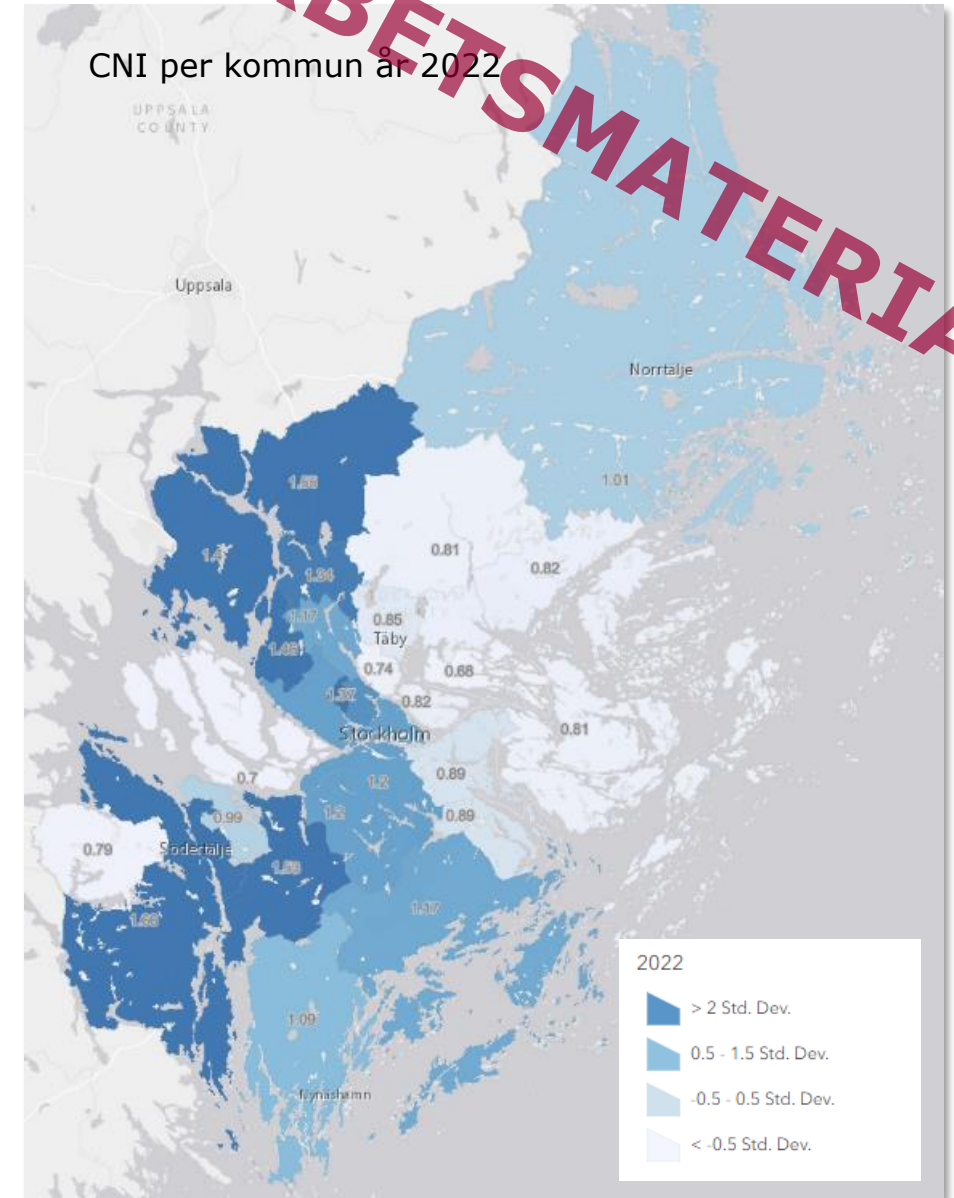 CNI per kommun år 2022
ARBETSMATERIA
UPPSALA
COUNTY
Uppsala
Norrtälje
1.01
0.81
0.82
1.4
1.34
1.17
0.85
Täby
0.74
0.68
0.82
Stockholm
0.81
0.7
0.89
1.2
1.2
0.89
0.99
0.79
Södertälje
1.17
1.09
Nynäshamn
2022
> 2 Std. Dev.
0.5 - 1.5 Std. Dev.
-0.5 - 0.5 Std. Dev.
< -0.5 Std. Dev.